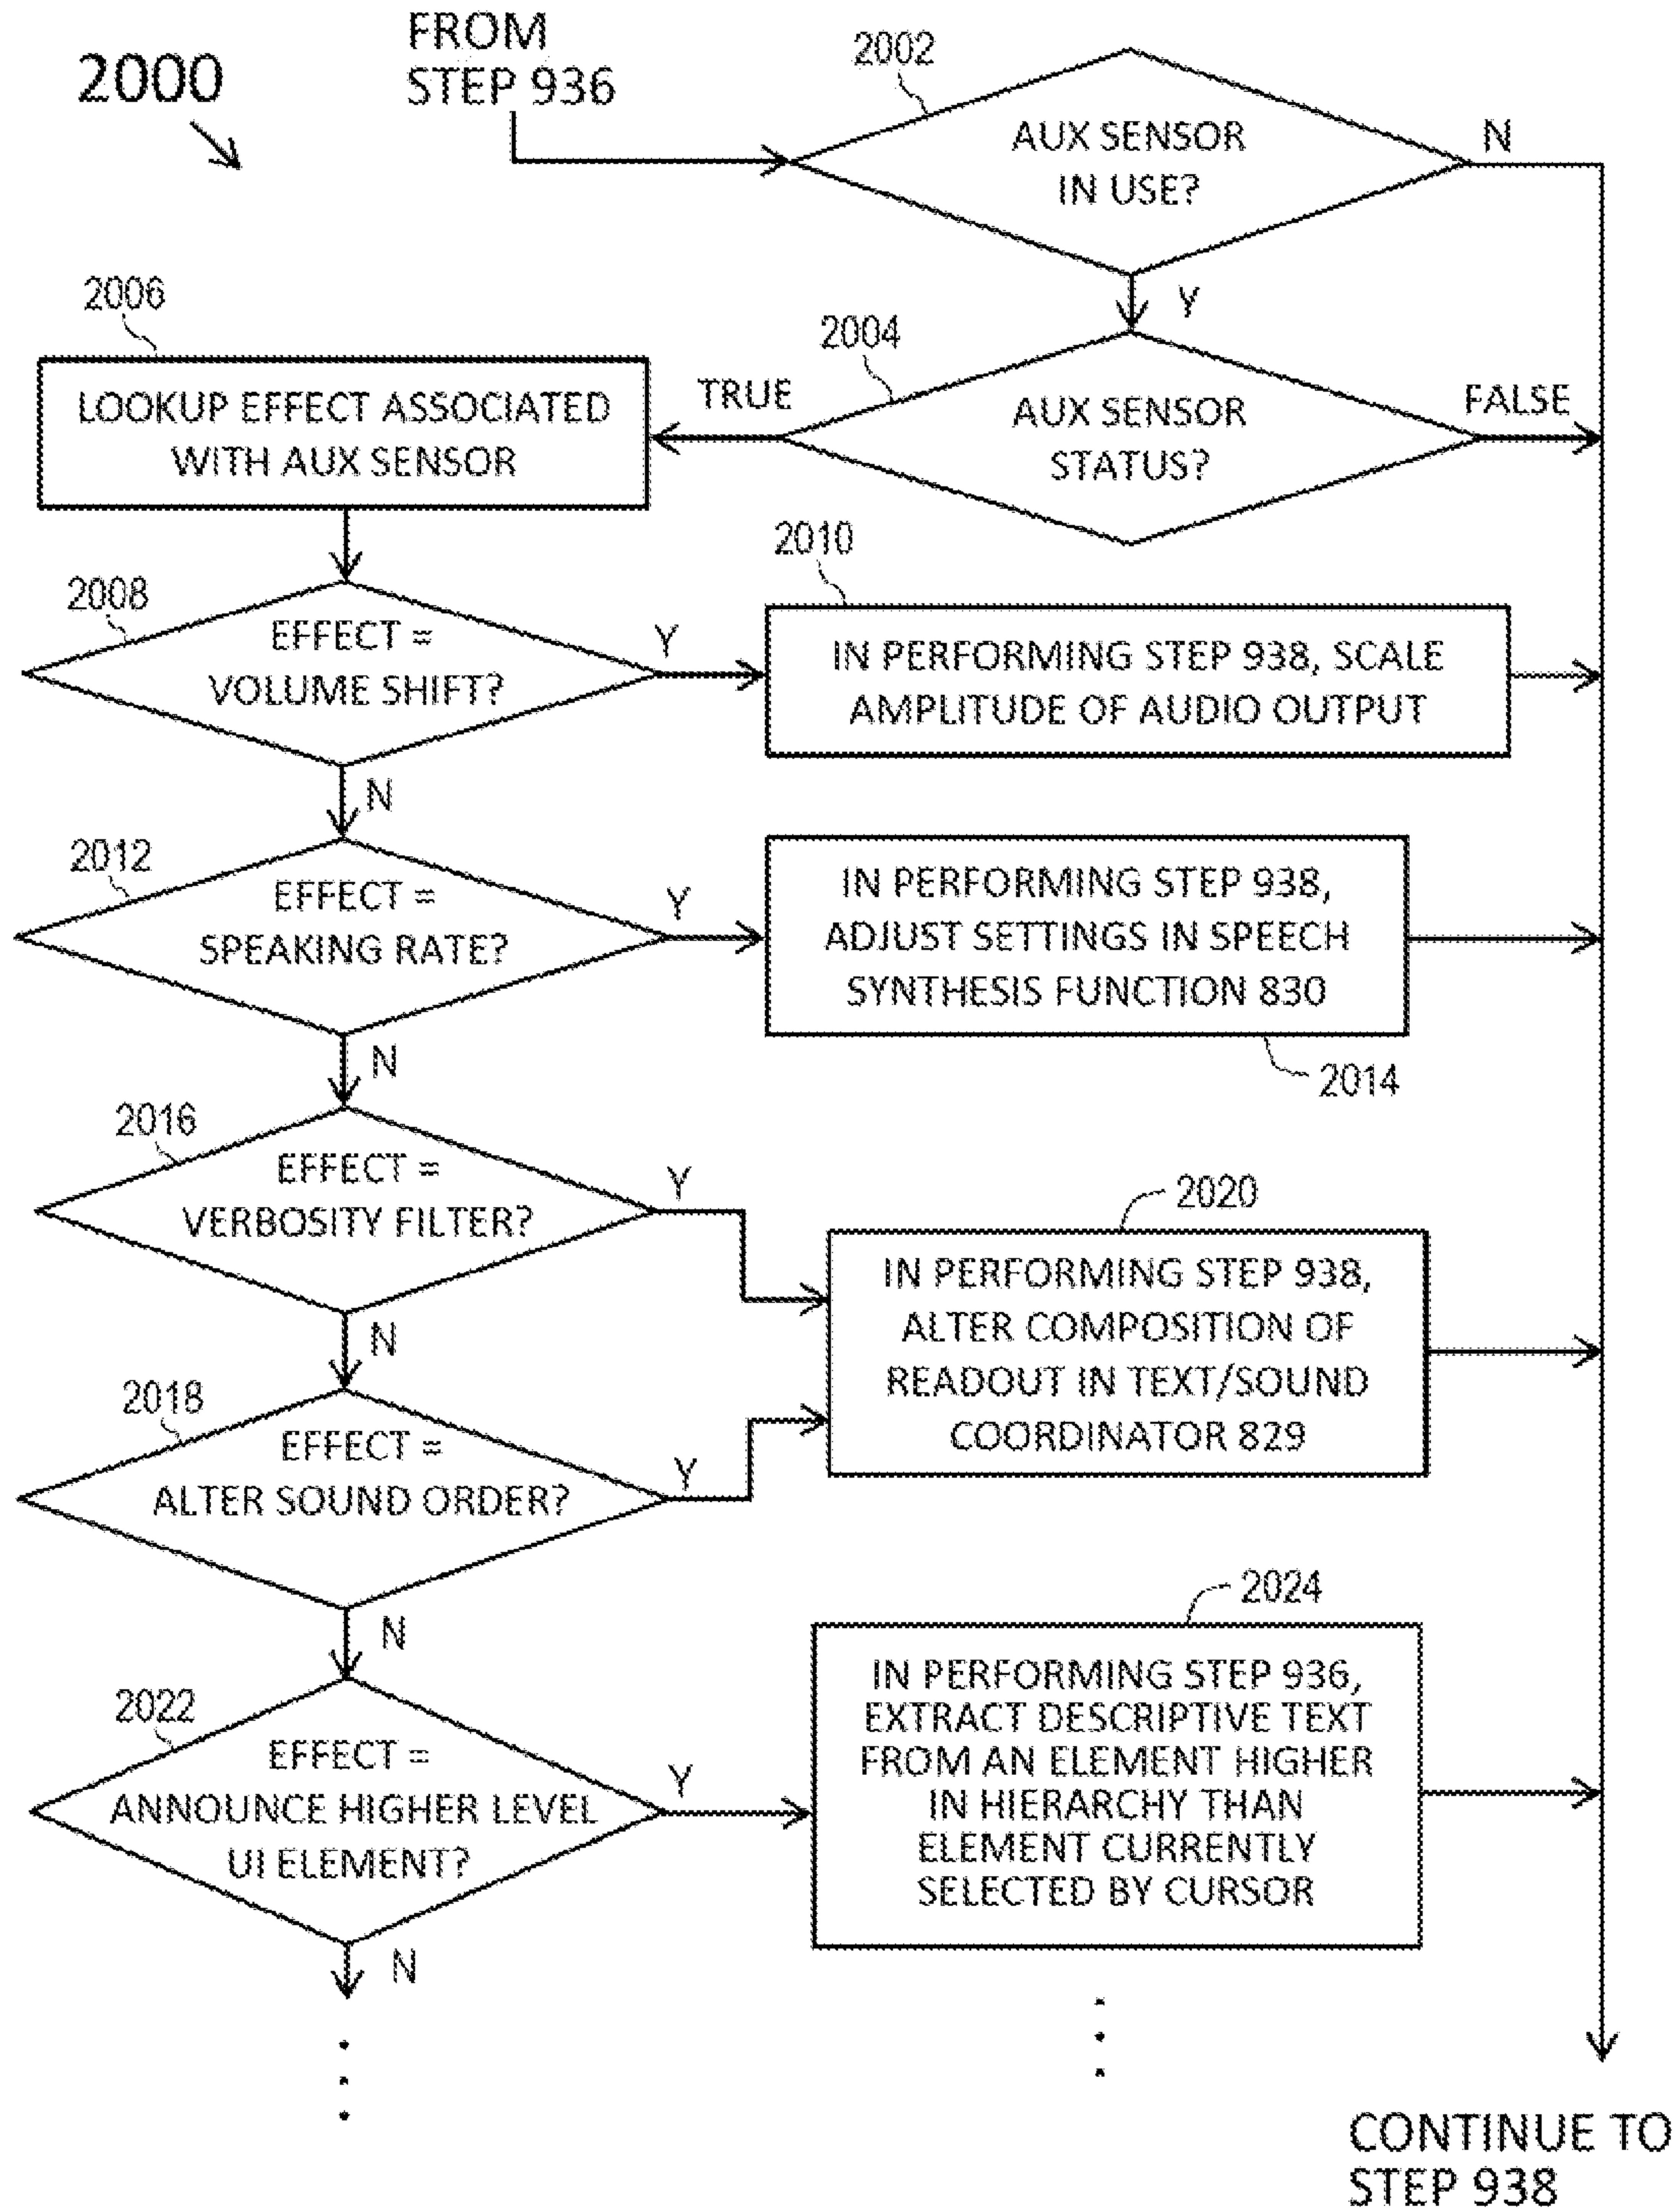 2000
FROM
STEP 936
2002
AUX SENSOR
IN USE?
N
Y
2004
AUX SENSOR
STATUS?
TRUE
FALSE
2006
LOOKUP EFFECT ASSOCIATED
WITH AUX SENSOR
2008
EFFECT =
VOLUME SHIFT?
Y
N
2010
IN PERFORMING STEP 938, SCALE
AMPLITUDE OF AUDIO OUTPUT
2012
EFFECT =
SPEAKING RATE?
Y
N
IN PERFORMING STEP 938,
ADJUST SETTINGS IN SPEECH
SYNTHESIS FUNCTION 830
2014
2016
EFFECT =
VERBOSITY FILTER?
Y
N
2018
EFFECT =
ALTER SOUND ORDER?
Y
N
2020
IN PERFORMING STEP 938,
ALTER COMPOSITION OF
READOUT IN TEXT/SOUND
COORDINATOR 829
2022
EFFECT =
ANNOUNCE HIGHER LEVEL
UI ELEMENT?
Y
N
2024
IN PERFORMING STEP 936,
EXTRACT DESCRIPTIVE TEXT
FROM AN ELEMENT HIGHER
IN HIERARCHY THAN
ELEMENT CURRENTLY
SELECTED BY CURSOR
CONTINUE TO
STEP 938